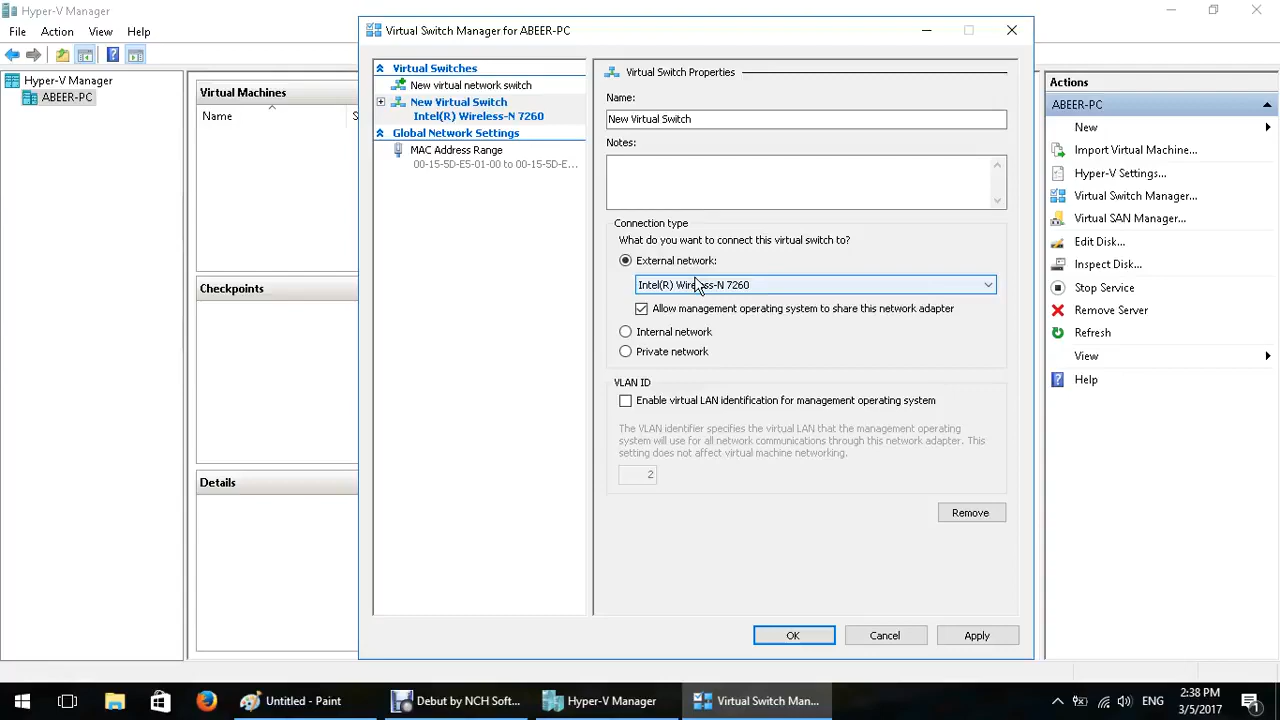 Hyper-V Manager
File Action View Help
Hyper-V Manager
ABEER-PC
Virtual Machines
Name S
Checkpoints
Details
Virtual Switch Manager for ABEER-PC
Virtual Switches
New virtual network switch
New Virtual Switch
Intel(R) Wireless-N 7260
Global Network Settings
MAC Address Range
00-15-5D-E5-01-00 to 00-15-5D-E...
Virtual Switch Properties
Name:
New Virtual Switch
Notes:
Connection type
What do you want to connect this virtual switch to?
External network:
Intel(R) Wireless-N 7260
Allow management operating system to share this network adapter
Internal network
Private network
VLAN ID
Enable virtual LAN identification for management operating system
The VLAN identifier specifies the virtual LAN that the management operating
system will use for all network communications through this network adapter. This
setting does not affect virtual machine networking.
2
Remove
OK Cancel Apply
Actions
ABEER-PC
New
Import Virtual Machine...
Hyper-V Settings...
Virtual Switch Manager...
Virtual SAN Manager...
Edit Disk...
Inspect Disk...
Stop Service
Remove Server
Refresh
View
Help
Untitled - Paint
Debut by NCH Soft...
Hyper-V Manager
Virtual Switch Man...
ENG
2:38 PM
3/5/2017
1